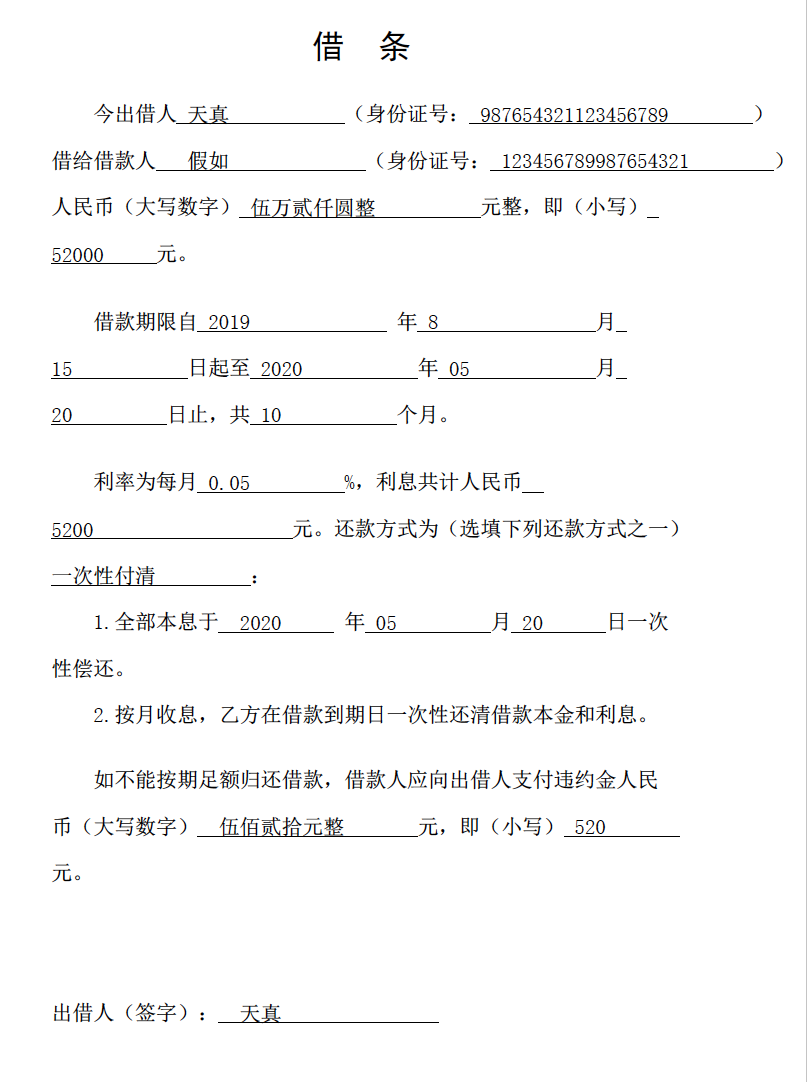 借 条
今出借人 天真 （身份证号： 987654321123456789 ）
借给借款人 假如 （身份证号： 123456789987654321 ）
人民币（大写数字） 伍万贰仟圆整 元整，即（小写）
52000 元。
借款期限自 2019 年 8 月
15 日起至 2020 年 05 月
20 日止，共 10 个月。
利率为每月 0.05 %，利息共计人民币
5200 元。还款方式为（选填下列还款方式之一）
一次性付清 ：
1.全部本息于 2020 年 05 月 20 日一次
性偿还。
2.按月收息，乙方在借款到期日一次性还清借款本金和利息。
如不能按期足额归还借款，借款人应向出借人支付违约金人民
币（大写数字） 伍佰贰拾元整 元，即（小写） 520
元。
出借人（签字）： 天真